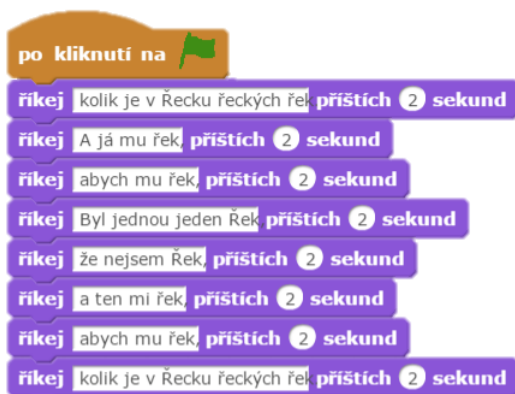 po kliknutí na
říkej kolik je v Řecku řeckých řek příštích 2 sekund
říkej A já mu řek, příštích 2 sekund
říkej abych mu řek, příštích 2 sekund
říkej Byl jednou jeden Řek, příštích 2 sekund
říkej že nejsem Řek, příštích 2 sekund
říkej a ten mi řek, příštích 2 sekund
říkej abych mu řek, příštích 2 sekund
říkej kolik je v Řecku řeckých řek příštích 2 sekund